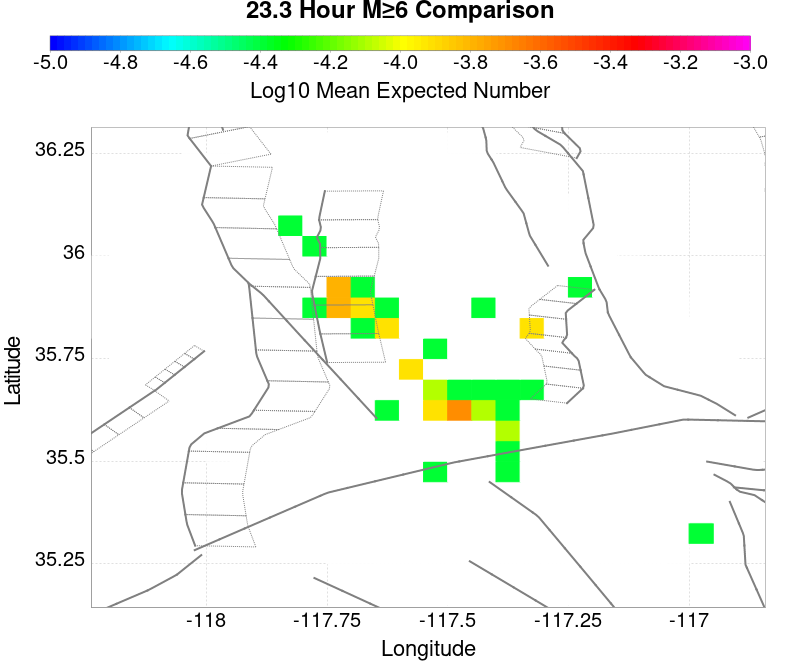 23.3 Hour M≥6 Comparison
-5.0 -4.8 -4.6 -4.4 -4.2 -4.0 -3.8 -3.6 -3.4 -3.2 -3.0
Log10 Mean Expected Number
36.25
36
35.75
35.5
35.25
Latitude
-118 -117.75 -117.5 -117.25 -117
Longitude